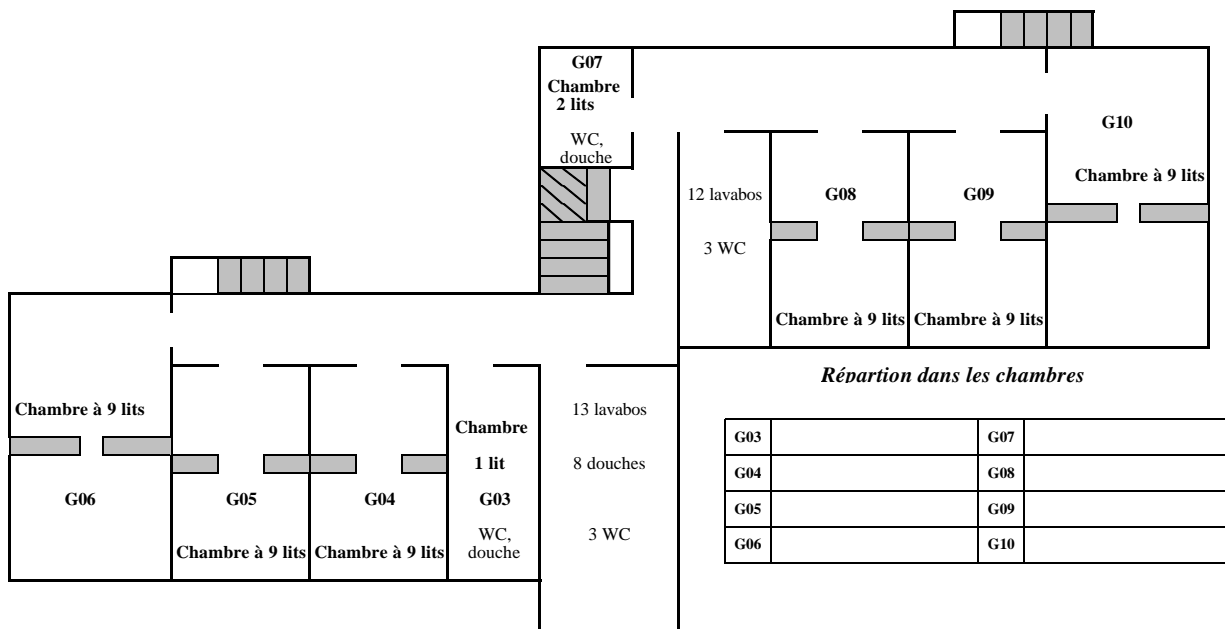 G07
Chambre
2 lits
WC,
douche
G10
Chambre à 9 lits
12 lavabos
3 WC
G08
Chambre à 9 lits
G09
Chambre à 9 lits
Répartion dans les chambres
Chambre à 9 lits
G06
G05
Chambre à 9 lits
G04
Chambre à 9 lits
Chambre
1 lit
G03
WC,
douche
13 lavabos
8 douches
3 WC
G03 G07
G04 G08
G05 G09
G06 G10